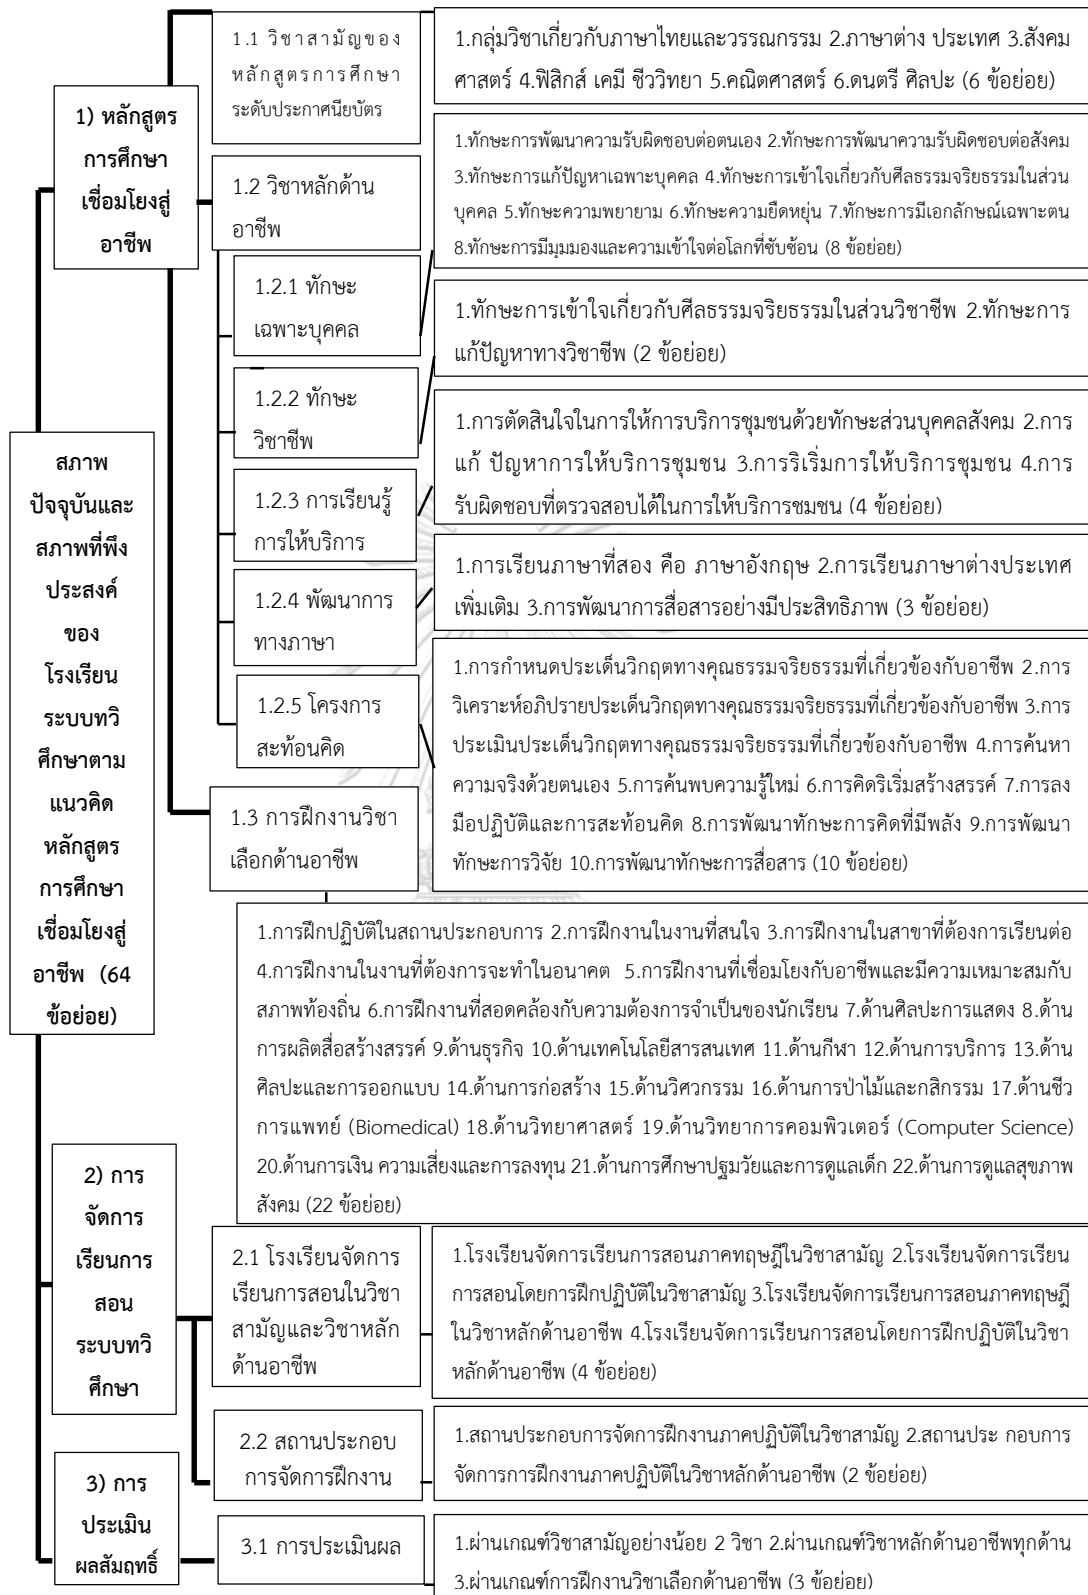 สภาพ
ปัจจุบันและ
สภาพที่พึง
ประสงค์
ของ
โรงเรียน
ระบบทวิ
ศึกษาตาม
แนวคิด
หลักสูตร
การศึกษา
เชื่อมโยงสู่
อาชีพ (64
ข้อย่อย)
1) หลักสูตร
การศึกษา
เชื่อมโยงสู่
อาชีพ
1.1 วิชาสามัญของ
หลักสูตรการศึกษา
ระดับประกาศนียบัตร
1.กลุ่มวิชาเกี่ยวกับภาษาไทยและวรรณกรรม 2.ภาษาต่าง ประเทศ 3.สังคม
ศาสตร์ 4.ฟิสิกส์ เคมี ชีววิทยา 5.คณิตศาสตร์ 6.ดนตรี ศิลปะ (6 ข้อย่อย)
1.2 วิชาหลักด้าน
อาชีพ
1.2.1 ทักษะ
เฉพาะบุคคล
1.ทักษะการพัฒนาความรับผิดชอบต่อตนเอง 2.ทักษะการพัฒนาความรับผิดชอบต่อสังคม
3.ทักษะการแก้ปัญหาเฉพาะบุคคล 4.ทักษะการเข้าใจเกี่ยวกับศีลธรรมจริยธรรมในส่วน
บุคคล 5.ทักษะความพยายาม 6.ทักษะความยืดหยุ่น 7.ทักษะการมีเอกลักษณ์เฉพาะตน
8.ทักษะการมีมุมมองและความเข้าใจต่อโลกที่ซับซ้อน (8 ข้อย่อย)
1.2.2 ทักษะ
วิชาชีพ
1.ทักษะการเข้าใจเกี่ยวกับศีลธรรมจริยธรรมในส่วนวิชาชีพ 2.ทักษะการ
แก้ปัญหาทางวิชาชีพ (2 ข้อย่อย)
1.2.3 การเรียนรู้
การให้บริการ
1.การตัดสินใจในการให้การบริการชุมชนด้วยทักษะส่วนบุคคลสังคม 2.การ
แก้ ปัญหาการให้บริการชุมชน 3.การริเริ่มการให้บริการชุมชน 4.การ
รับผิดชอบที่ตรวจสอบได้ในการให้บริการชมชน (4 ข้อย่อย)
1.2.4 พัฒนาการ
ทางภาษา
1.การเรียนภาษาที่สอง คือ ภาษาอังกฤษ 2.การเรียนภาษาต่างประเทศ
เพิ่มเติม 3.การพัฒนาการสื่อสารอย่างมีประสิทธิภาพ (3 ข้อย่อย)
1.2.5 โครงการ
สะท้อนคิด
1.การกำหนดประเด็นวิกฤตทางคุณธรรมจริยธรรมที่เกี่ยวข้องกับอาชีพ 2.การ
วิเคราะห์อภิปรายประเด็นวิกฤตทางคุณธรรมจริยธรรมที่เกี่ยวข้องกับอาชีพ 3.การ
ประเมินประเด็นวิกฤตทางคุณธรรมจริยธรรมที่เกี่ยวข้องกับอาชีพ 4.การค้นหา
ความจริงด้วยตนเอง 5.การค้นพบความรู้ใหม่ 6.การคิดริเริ่มสร้างสรรค์ 7.การลง
มือปฏิบัติและการสะท้อนคิด 8.การพัฒนาทักษะการคิดที่มีพลัง 9.การพัฒนา
ทักษะการวิจัย 10.การพัฒนาทักษะการสื่อสาร (10 ข้อย่อย)
1.3 การฝึกงานวิชา
เลือกด้านอาชีพ
1.การฝึกปฏิบัติในสถานประกอบการ 2.การฝึกงานในงานที่สนใจ 3.การฝึกงานในสาขาที่ต้องการเรียนต่อ
4.การฝึกงานในงานที่ต้องการจะทำในอนาคต 5.การฝึกงานที่เชื่อมโยงกับอาชีพและมีความเหมาะสมกับ
สภาพท้องถิ่น 6.การฝึกงานที่สอดคล้องกับความต้องการจำเป็นของนักเรียน 7.ด้านศิลปะการแสดง 8.ด้าน
การผลิตสื่อสร้างสรรค์ 9.ด้านธุรกิจ 10.ด้านเทคโนโลยีสารสนเทศ 11.ด้านกีฬา 12.ด้านการบริการ 13.ด้าน
ศิลปะและการออกแบบ 14.ด้านการก่อสร้าง 15.ด้านวิศวกรรม 16.ด้านการป่าไม้และกสิกรรม 17.ด้านชีว
การแพทย์ (Biomedical) 18.ด้านวิทยาศาสตร์ 19.ด้านวิทยาการคอมพิวเตอร์ (Computer Science)
20.ด้านการเงิน ความเสี่ยงและการลงทุน 21.ด้านการศึกษาปฐมวัยและการดูแลเด็ก 22.ด้านการดูแลสุขภาพ
สังคม (22 ข้อย่อย)
2) การ
จัดการ
เรียนการ
สอน
ระบบทวิ
ศึกษา
2.1 โรงเรียนจัดการ
เรียนการสอนในวิชา
สามัญและวิชาหลัก
ด้านอาชีพ
1.โรงเรียนจัดการเรียนการสอนภาคทฤษฎีในวิชาสามัญ 2.โรงเรียนจัดการเรียน
การสอนโดยการฝึกปฏิบัติในวิชาสามัญ 3.โรงเรียนจัดการเรียนการสอนภาคทฤษฎี
ในวิชาหลักด้านอาชีพ 4.โรงเรียนจัดการเรียนการสอนโดยการฝึกปฏิบัติในวิชา
หลักด้านอาชีพ (4 ข้อย่อย)
2.2 สถานประกอบ
การจัดการฝึกงาน
1.สถานประกอบการจัดการฝึกงานภาคปฏิบัติในวิชาสามัญ 2.สถานประ กอบการ
จัดการการฝึกงานภาคปฏิบัติในวิชาหลักด้านอาชีพ (2 ข้อย่อย)
3) การ
ประเมิน
ผลสัมฤทธิ์
3.1 การประเมินผล
1.ผ่านเกณฑ์วิชาสามัญอย่างน้อย 2 วิชา 2.ผ่านเกณฑ์วิชาหลักด้านอาชีพทุกด้าน
3.ผ่านเกณฑ์การฝึกงานวิชาเลือกด้านอาชีพ (3 ข้อย่อย)